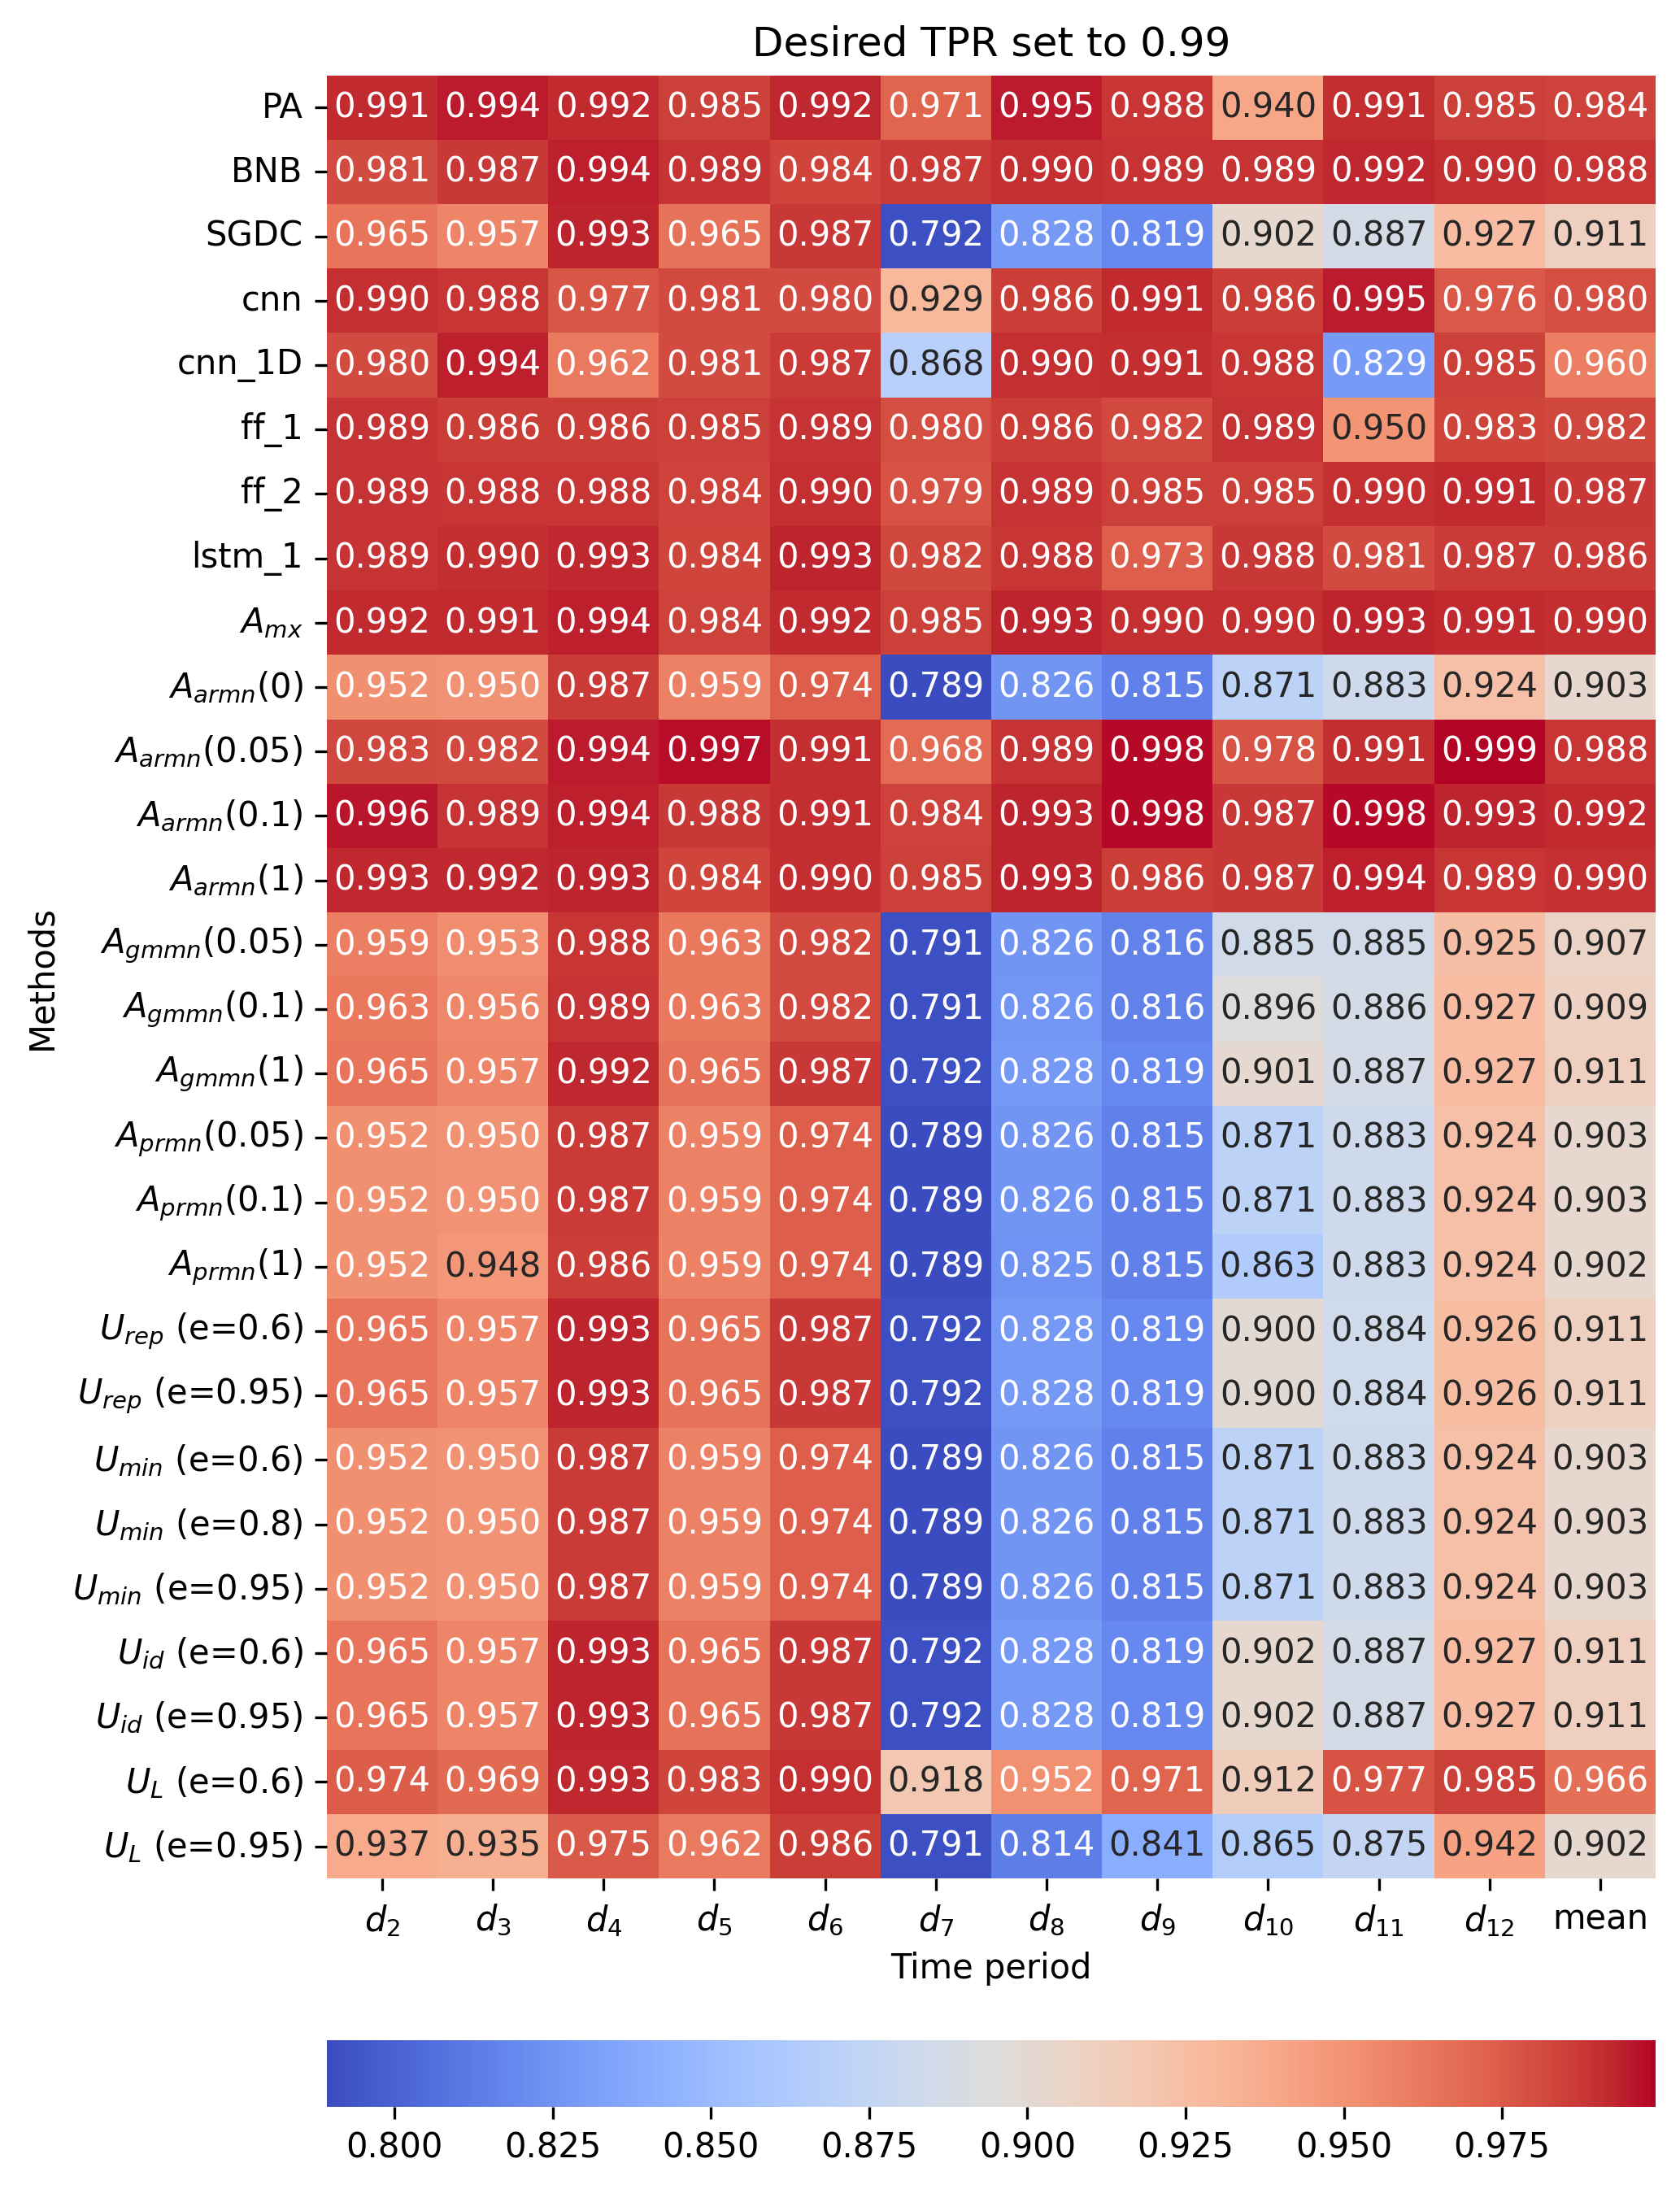 Desired TPR set to 0.99
PA 0.991 0.994 0.992 0.985 0.992 0.971 0.995 0.988 0.940 0.991 0.985 0.984
BNB 0.981 0.987 0.994 0.989 0.984 0.987 0.990 0.989 0.989 0.992 0.990 0.988
SGDC 0.965 0.957 0.993 0.965 0.987 0.792 0.828 0.819 0.902 0.887 0.927 0.911
cnn 0.990 0.988 0.977 0.981 0.980 0.929 0.986 0.991 0.986 0.995 0.976 0.980
cnn_1D 0.980 0.994 0.962 0.981 0.987 0.868 0.990 0.991 0.988 0.829 0.985 0.960
ff_1 0.989 0.986 0.986 0.985 0.989 0.980 0.986 0.982 0.989 0.950 0.983 0.982
ff_2 0.989 0.988 0.988 0.984 0.990 0.979 0.989 0.985 0.985 0.990 0.991 0.987
lstm_1 0.989 0.990 0.993 0.984 0.993 0.982 0.988 0.973 0.988 0.981 0.987 0.986
A_mx 0.992 0.991 0.994 0.984 0.992 0.985 0.993 0.990 0.990 0.993 0.991 0.990
A_armn(0) 0.952 0.950 0.987 0.959 0.974 0.789 0.826 0.815 0.871 0.883 0.924 0.903
A_armn(0.05) 0.983 0.982 0.994 0.997 0.991 0.968 0.989 0.998 0.978 0.991 0.999 0.988
A_armn(0.1) 0.996 0.989 0.994 0.988 0.991 0.984 0.993 0.998 0.987 0.998 0.993 0.992
A_armn(1) 0.993 0.992 0.993 0.984 0.990 0.985 0.993 0.986 0.987 0.994 0.989 0.990
A_gmmn(0.05) 0.959 0.953 0.988 0.963 0.982 0.791 0.826 0.816 0.885 0.885 0.925 0.907
A_gmmn(0.1) 0.963 0.956 0.989 0.963 0.982 0.791 0.826 0.816 0.896 0.886 0.927 0.909
A_gmmn(1) 0.965 0.957 0.992 0.965 0.987 0.792 0.828 0.819 0.901 0.887 0.927 0.911
A_prmn(0.05) 0.952 0.950 0.987 0.959 0.974 0.789 0.826 0.815 0.871 0.883 0.924 0.903
A_prmn(0.1) 0.952 0.950 0.987 0.959 0.974 0.789 0.826 0.815 0.871 0.883 0.924 0.903
A_prmn(1) 0.952 0.948 0.986 0.959 0.974 0.789 0.825 0.815 0.863 0.883 0.924 0.902
U_rep (e=0.6) 0.965 0.957 0.993 0.965 0.987 0.792 0.828 0.819 0.900 0.884 0.926 0.911
U_rep (e=0.95) 0.965 0.957 0.993 0.965 0.987 0.792 0.828 0.819 0.900 0.884 0.926 0.911
U_min (e=0.6) 0.952 0.950 0.987 0.959 0.974 0.789 0.826 0.815 0.871 0.883 0.924 0.903
U_min (e=0.8) 0.952 0.950 0.987 0.959 0.974 0.789 0.826 0.815 0.871 0.883 0.924 0.903
U_min (e=0.95) 0.952 0.950 0.987 0.959 0.974 0.789 0.826 0.815 0.871 0.883 0.924 0.903
U_id (e=0.6) 0.965 0.957 0.993 0.965 0.987 0.792 0.828 0.819 0.902 0.887 0.927 0.911
U_id (e=0.95) 0.965 0.957 0.993 0.965 0.987 0.792 0.828 0.819 0.902 0.887 0.927 0.911
U_L (e=0.6) 0.974 0.969 0.993 0.983 0.990 0.918 0.952 0.971 0.912 0.977 0.985 0.966
U_L (e=0.95) 0.937 0.935 0.975 0.962 0.986 0.791 0.814 0.841 0.865 0.875 0.942 0.902
Methods
d_2 d_3 d_4 d_5 d_6 d_7 d_8 d_9 d_10 d_11 d_12 mean
Time period
0.800 0.825 0.850 0.875 0.900 0.925 0.950 0.975